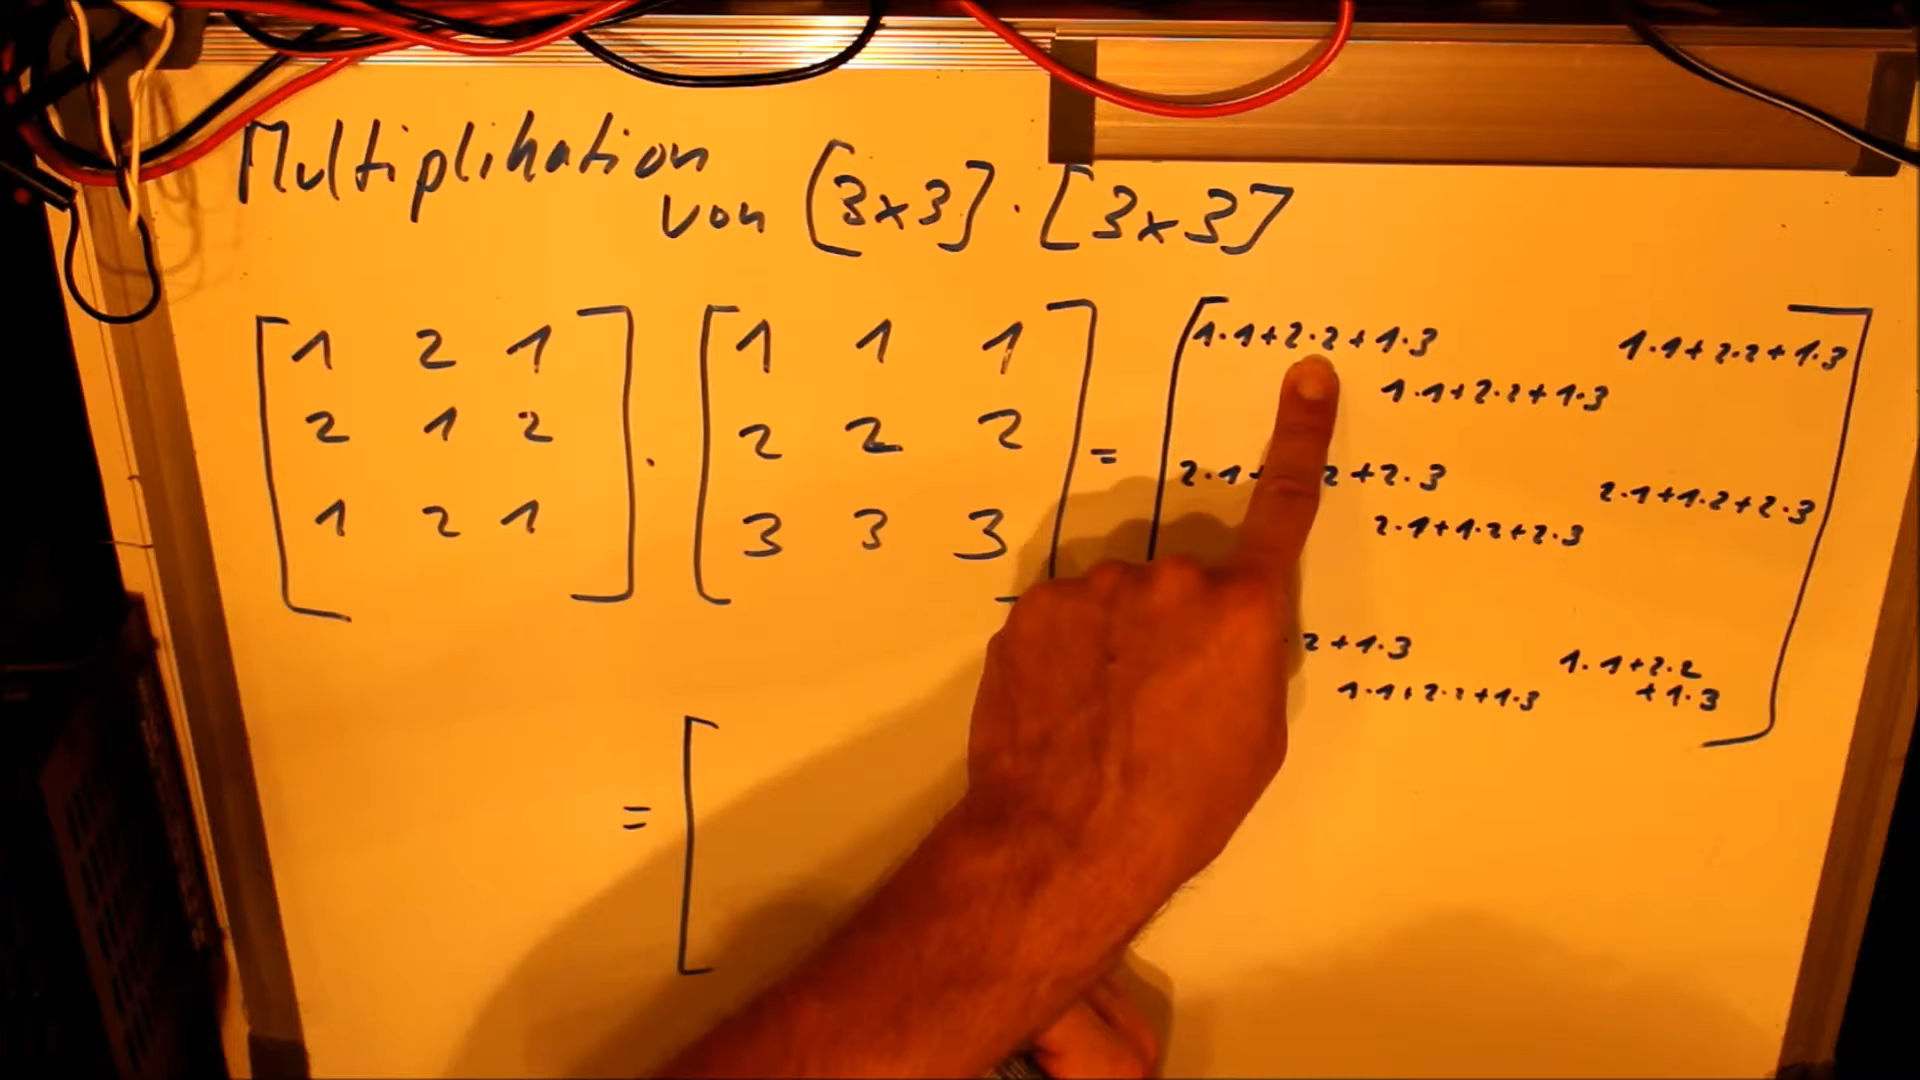 Multiplikation
von [3x3] · [3x3]
[1 2 1] [1 1 1] [1·1+2·2+1·3 1·1+2·2+1·3 1·1+2·2+1·3]
[2 1 2] · [2 2 2] = [2·1+ 2+2·3 2·1+1·2+2·3 2·1+1·2+2·3]
[1 2 1] [3 3 3] [2+1·3 1·1+2·2+1·3 1·1+2·2+1·3]
= [